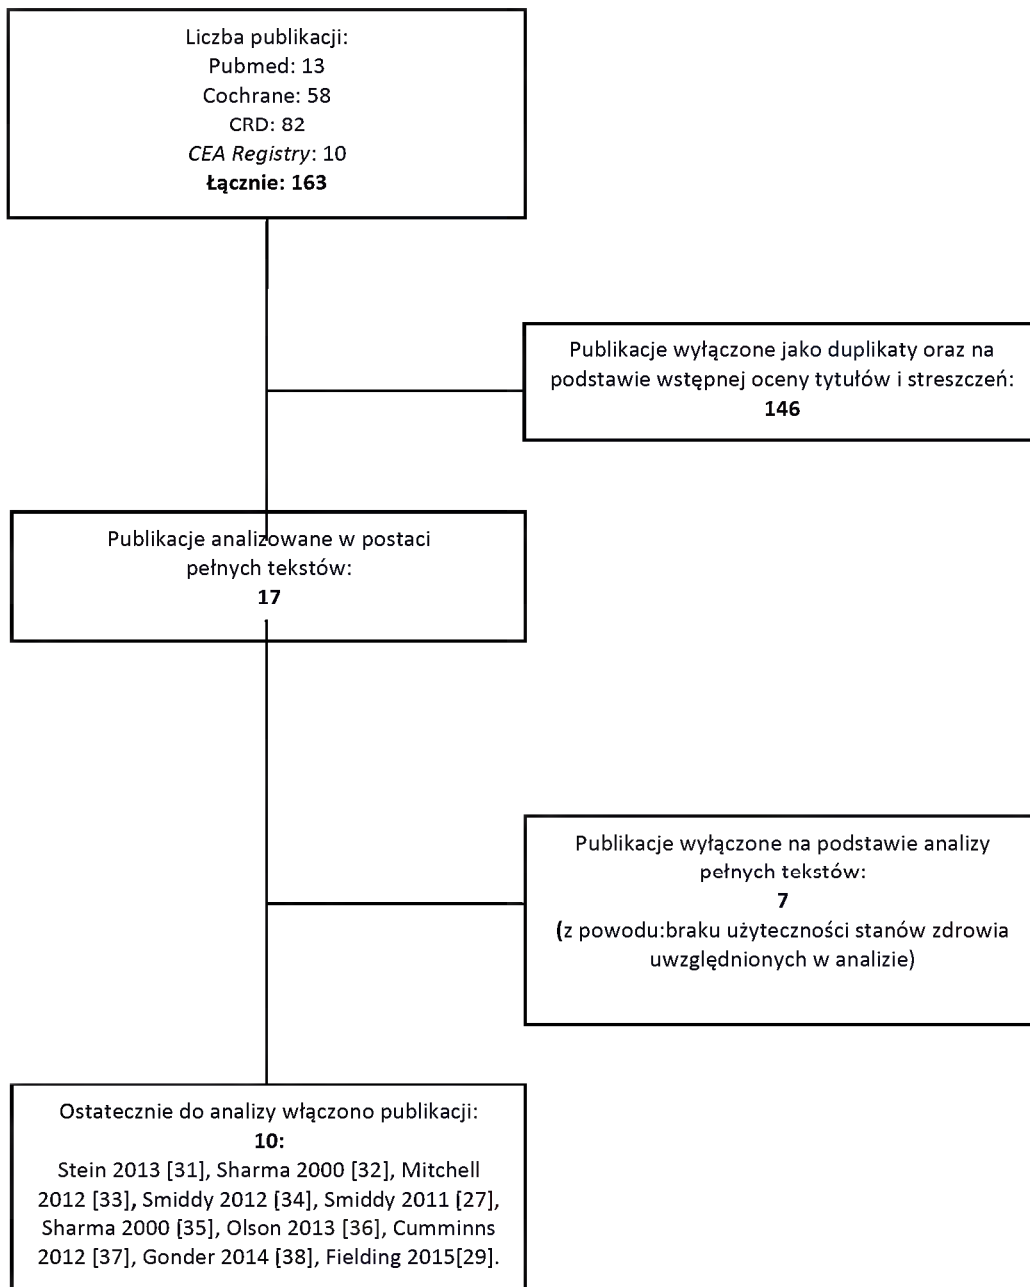 Liczba publikacji:
Pubmed: 13
Cochrane: 58
CRD: 82
CEA Registry: 10
Łącznie: 163
Publikacje wyłączone jako duplikaty oraz na
podstawie wstępnej oceny tytułów i streszczeń:
146
Publikacje analizowane w postaci
pełnych tekstów:
17
Publikacje wyłączone na podstawie analizy
pełnych tekstów:
7
(z powodu:braku użyteczności stanów zdrowia
uwzględnionych w analizie)
Ostatecznie do analizy włączono publikacji:
10:
Stein 2013 [31], Sharma 2000 [32], Mitchell
2012 [33], Smiddy 2012 [34], Smiddy 2011 [27],
Sharma 2000 [35], Olson 2013 [36], Cumminns
2012 [37], Gonder 2014 [38], Fielding 2015[29].